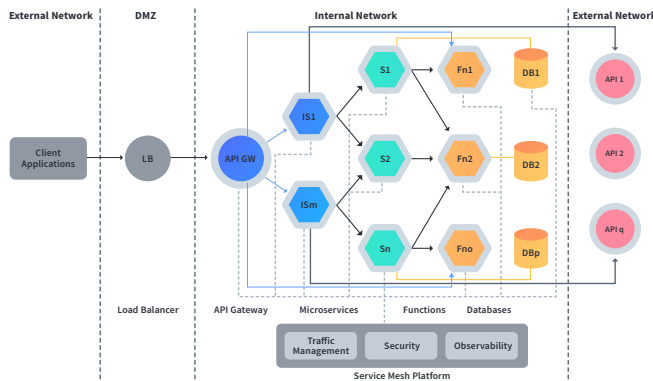 External Network
DMZ
Internal Network
External Network
S1
Fn1
DB1
API 1
IS1
Client
Applications
LB
API GW
S2
Fn2
DB2
API 2
ISm
Sn
Fno
DBp
API q
Load Balancer
API Gateway
Microservices
Functions
Databases
Traffic
Management
Security
Observability
Service Mesh Platform